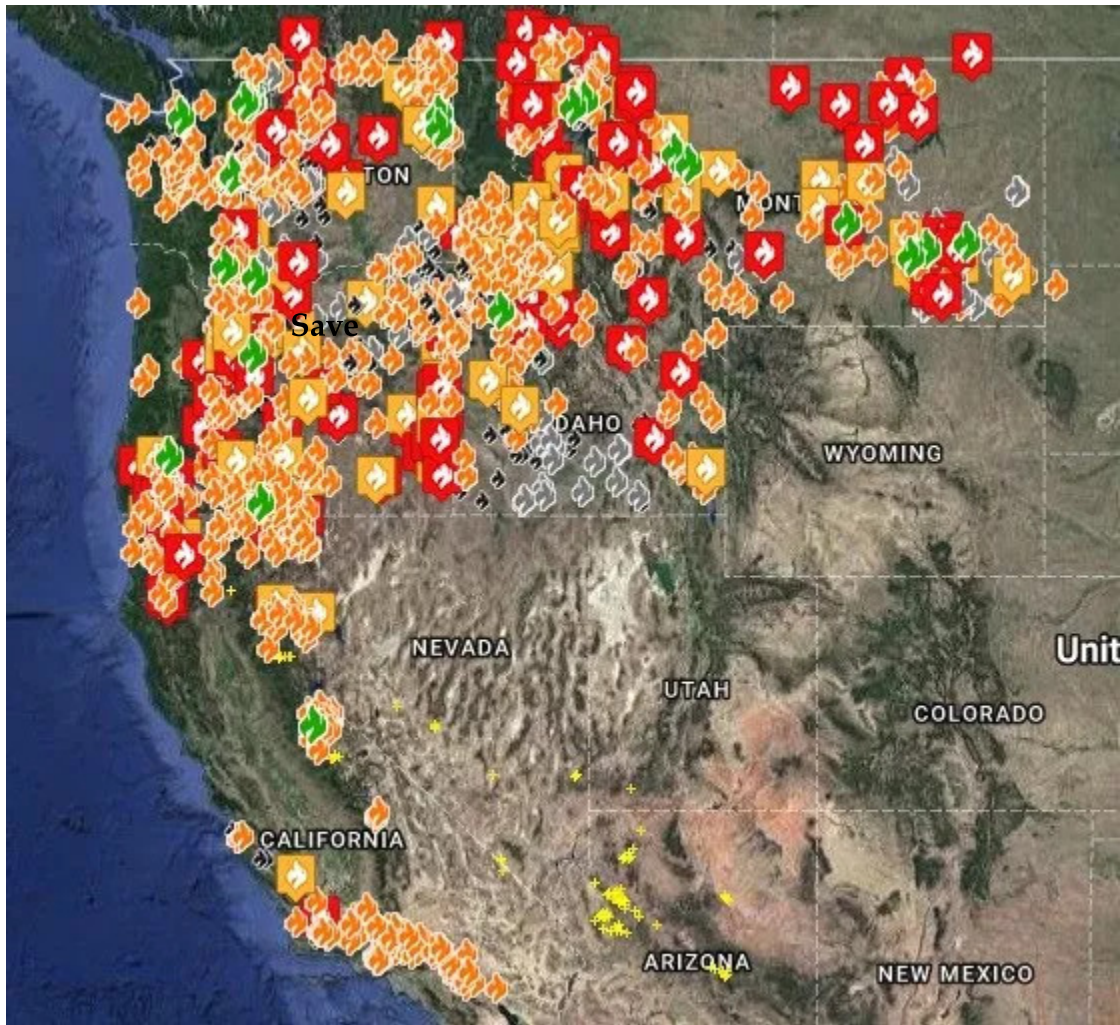 TON
MONT
Save
DAHO
WYOMING
NEVADA
Unit
UTAH
COLORADO
CALIFORNIA
ARIZONA
NEW MEXICO